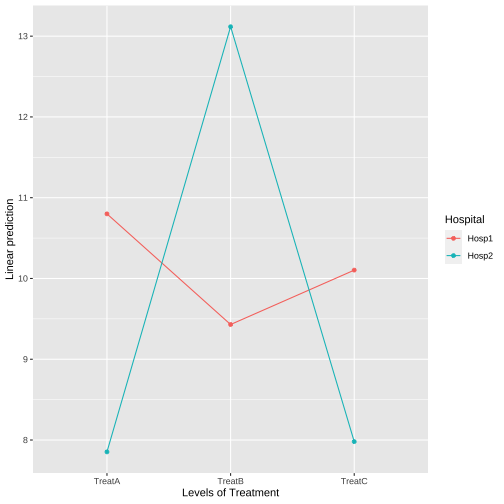 13
12
11
10
9
8
Linear prediction
TreatA TreatB TreatC
Levels of Treatment
Hospital
Hosp1
Hosp2